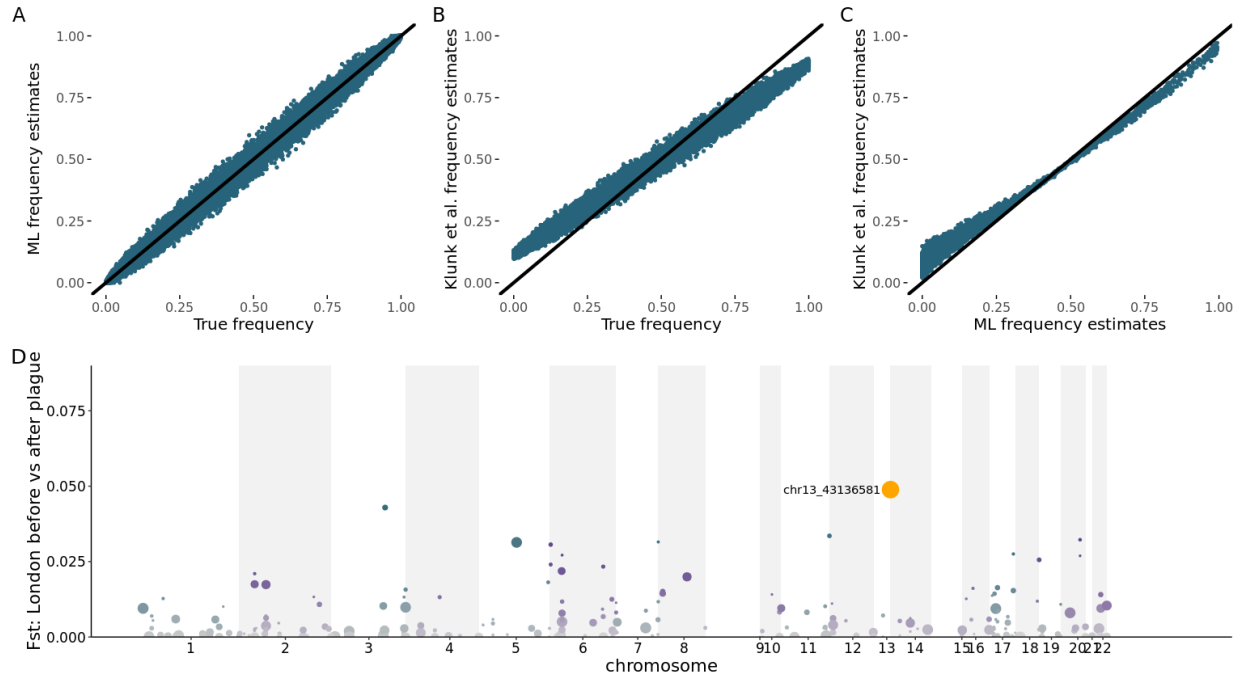 A
ML frequency estimates
1.00
0.75
0.50
0.25
0.00
0.00 0.25 0.50 0.75 1.00
True frequency
B
Klunk et al. frequency estimates
1.00
0.75
0.50
0.25
0.00
0.00 0.25 0.50 0.75 1.00
True frequency
C
Klunk et al. frequency estimates
1.00
0.75
0.50
0.25
0.00
0.00 0.25 0.50 0.75 1.00
ML frequency estimates
D
Fst: London before vs after plague
0.075
0.050
0.025
0.000
chr13_43136581
1 2 3 4 5 6 7 8 9 10 11 12 13 14 15 16 17 18 19 20 21 22
chromosome